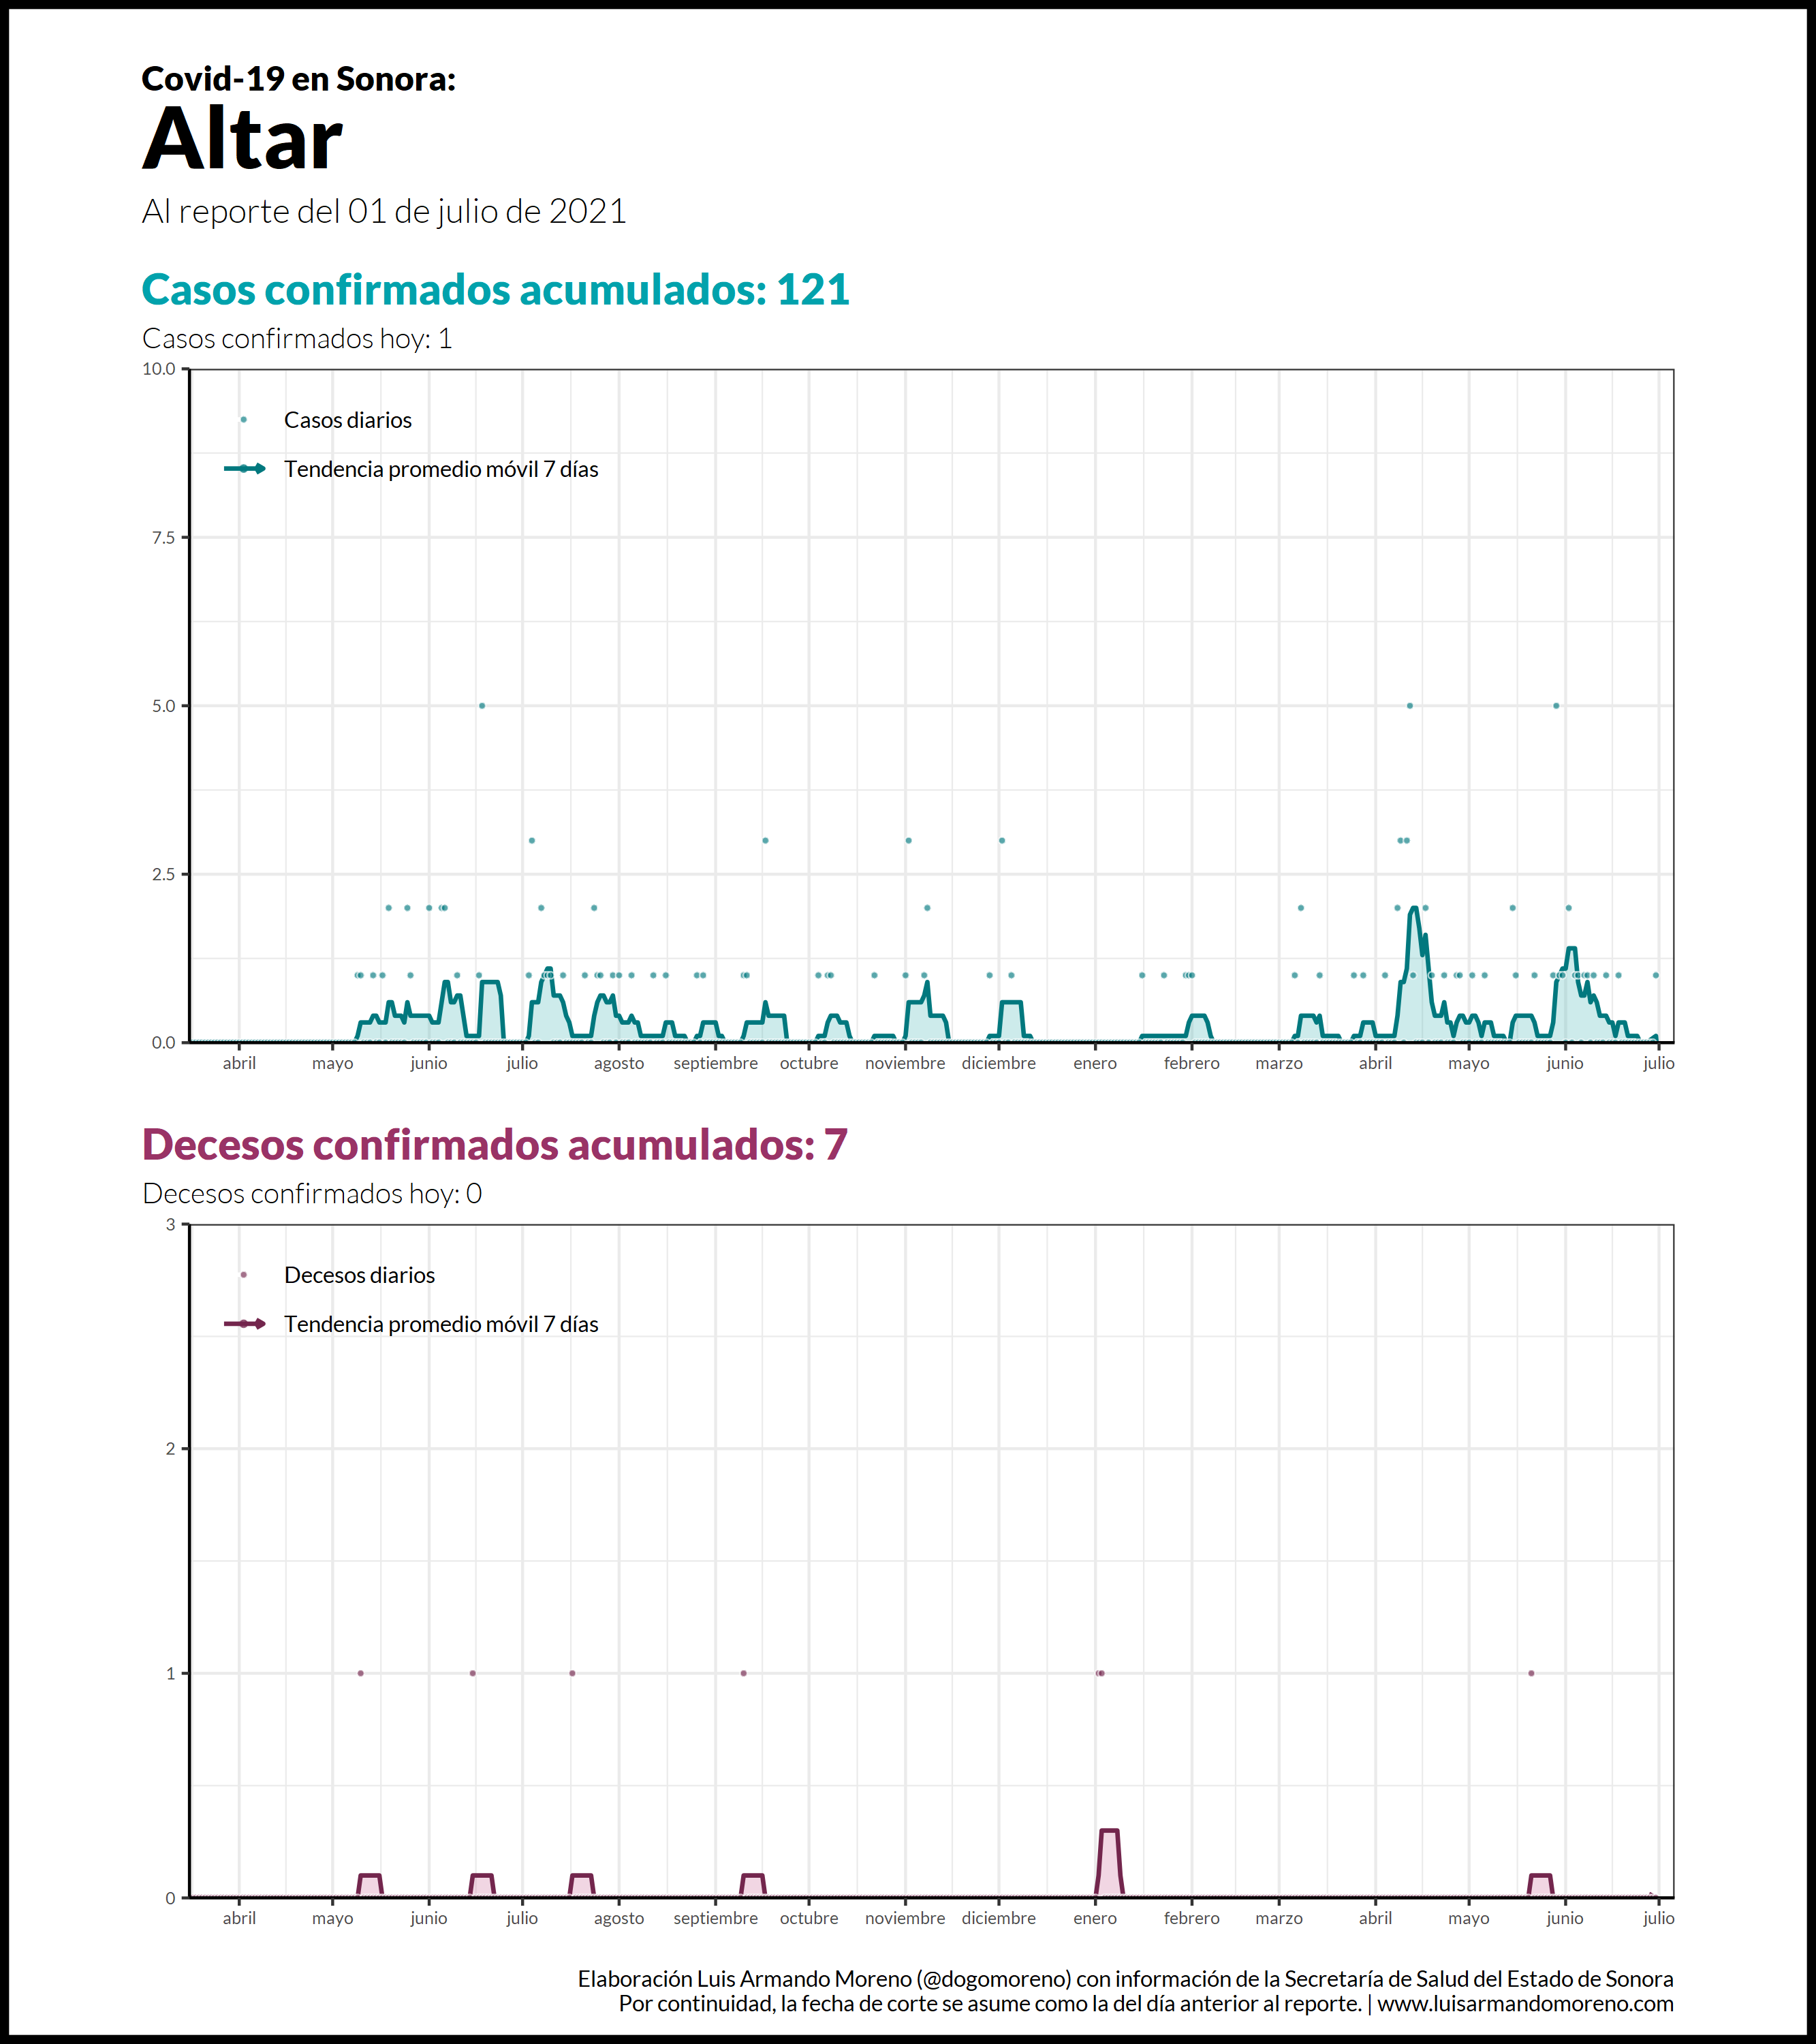 Covid-19 en Sonora:
Altar
Al reporte del 01 de julio de 2021
Casos confirmados acumulados: 121
Casos confirmados hoy: 1
10.0
7.5
5.0
2.5
0.0
Casos diarios
Tendencia promedio móvil 7 días
abril mayo junio julio agosto septiembre octubre noviembre diciembre enero febrero marzo abril mayo junio julio
Decesos confirmados acumulados: 7
Decesos confirmados hoy: 0
3
2
1
0
Decesos diarios
Tendencia promedio móvil 7 días
abril mayo junio julio agosto septiembre octubre noviembre diciembre enero febrero marzo abril mayo junio julio
Elaboración Luis Armando Moreno (@dogomoreno) con información de la Secretaría de Salud del Estado de Sonora
Por continuidad, la fecha de corte se asume como la del día anterior al reporte. | www.luisarmandomoreno.com